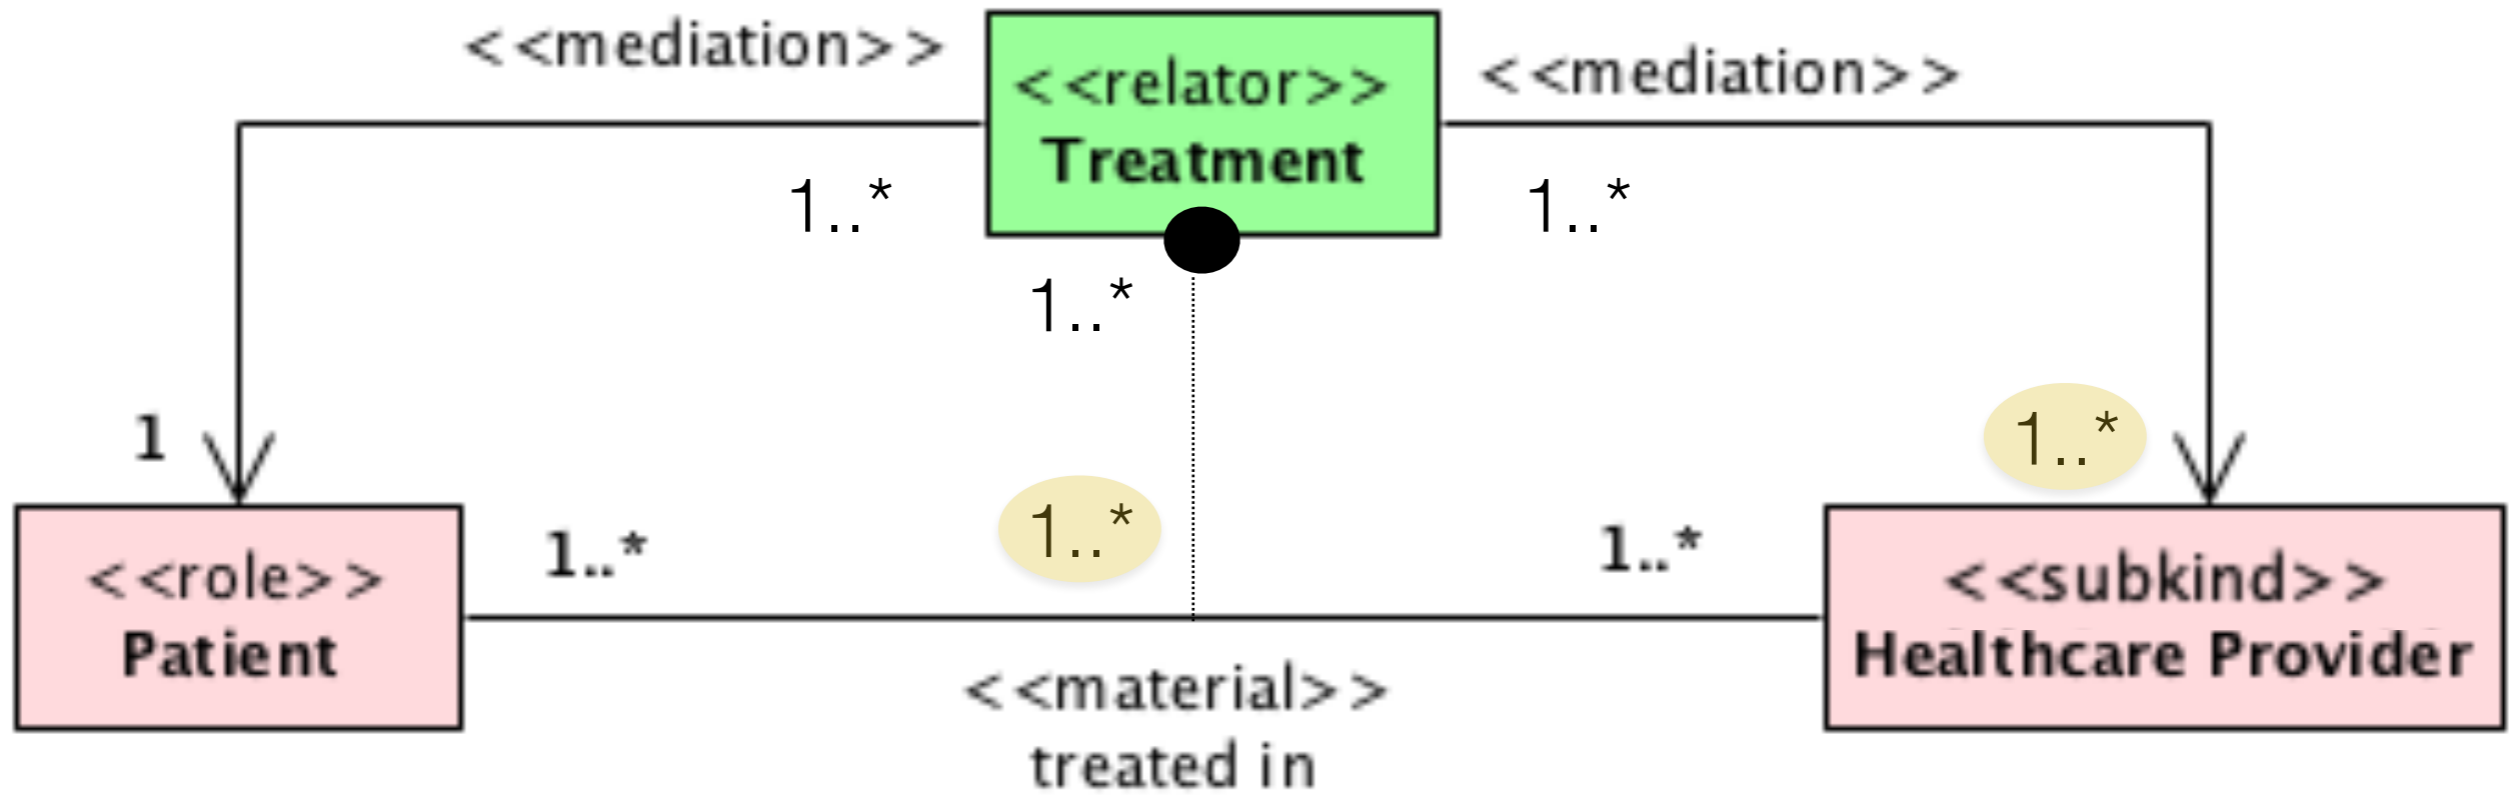 <<mediation>>
<<relator>>
Treatment
<<mediation>>
1..*
1..*
1..*
1
1..*
1..*
1..*
1..*
<<role>>
Patient
<<subkind>>
Healthcare Provider
<<material>>
treated in